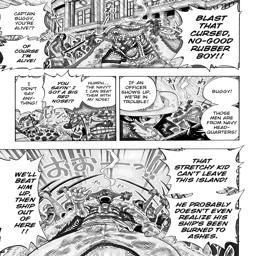 CAPTAIN
BUGGY,
YOU'RE
ALIVE!?
OF
COURSE
I'M
ALIVE!
BLAST
THAT
CURSED,
NO-GOOD
RUBBER
BOY!!
I
DIDN'T
SAY
ANY-
THING!
YOU
SAYIN' I
GOT A
BIG
RED
NOSE!?
THE NAVY?
I CAN BEAT
THEM WITH
MY NOSE!
IF AN
OFFICER
SHOWS UP,
WE'RE IN
TROUBLE!
BUGGY!
THOSE
MEN ARE
FROM NAVY
HEAD-
QUARTERS!
WE'LL
BEAT
HIM
UP,
THEN
SHIP
OUT
OF
HERE
!!
THAT
STRETCHY KID
CAN'T LEAVE
THIS ISLAND!
HE PROBABLY
DOESN'T EVEN
REALIZE HIS
SHIP'S BEEN
BURNED TO
ASHES.